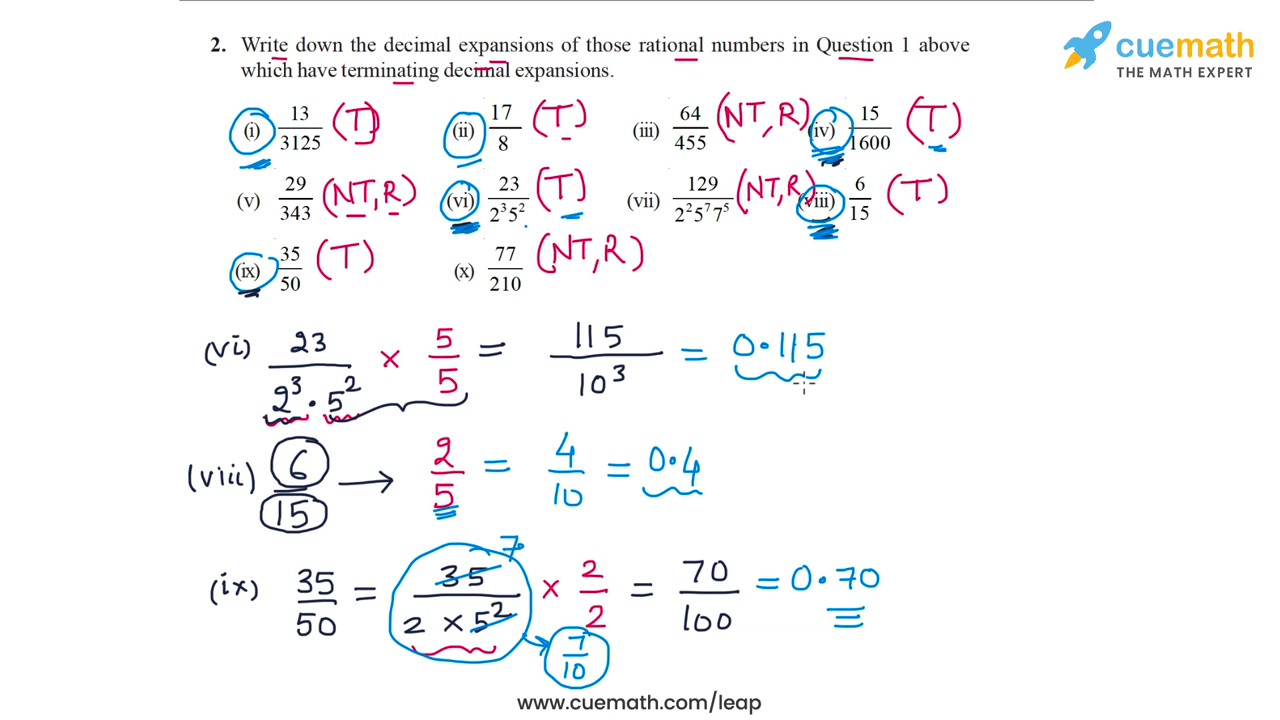 2. Write down the decimal expansions of those rational numbers in Question 1 above
which have terminating decimal expansions.
cuemath
THE MATH EXPERT
(i) 13/3125 (T) (ii) 17/8 (T) (iii) 64/455 (NT, R) (iv) 15/1600 (T)
(v) 29/343 (NT, R) (vi) 23/2³5² (T) (vii) 129/2²5⁷7⁵ (NT, R) (viii) 6/15 (T)
(ix) 35/50 (T) (x) 77/210 (NT, R)
(vi) 23/2³·5² × 5/5 = 115/10³ = 0.115
(viii) 6/15 → 2/5 = 4/10 = 0.4
(ix) 35/50 = 35/2 × 5² × 2/2 = 70/100 = 0.70
7
7/10
www.cuemath.com/leap